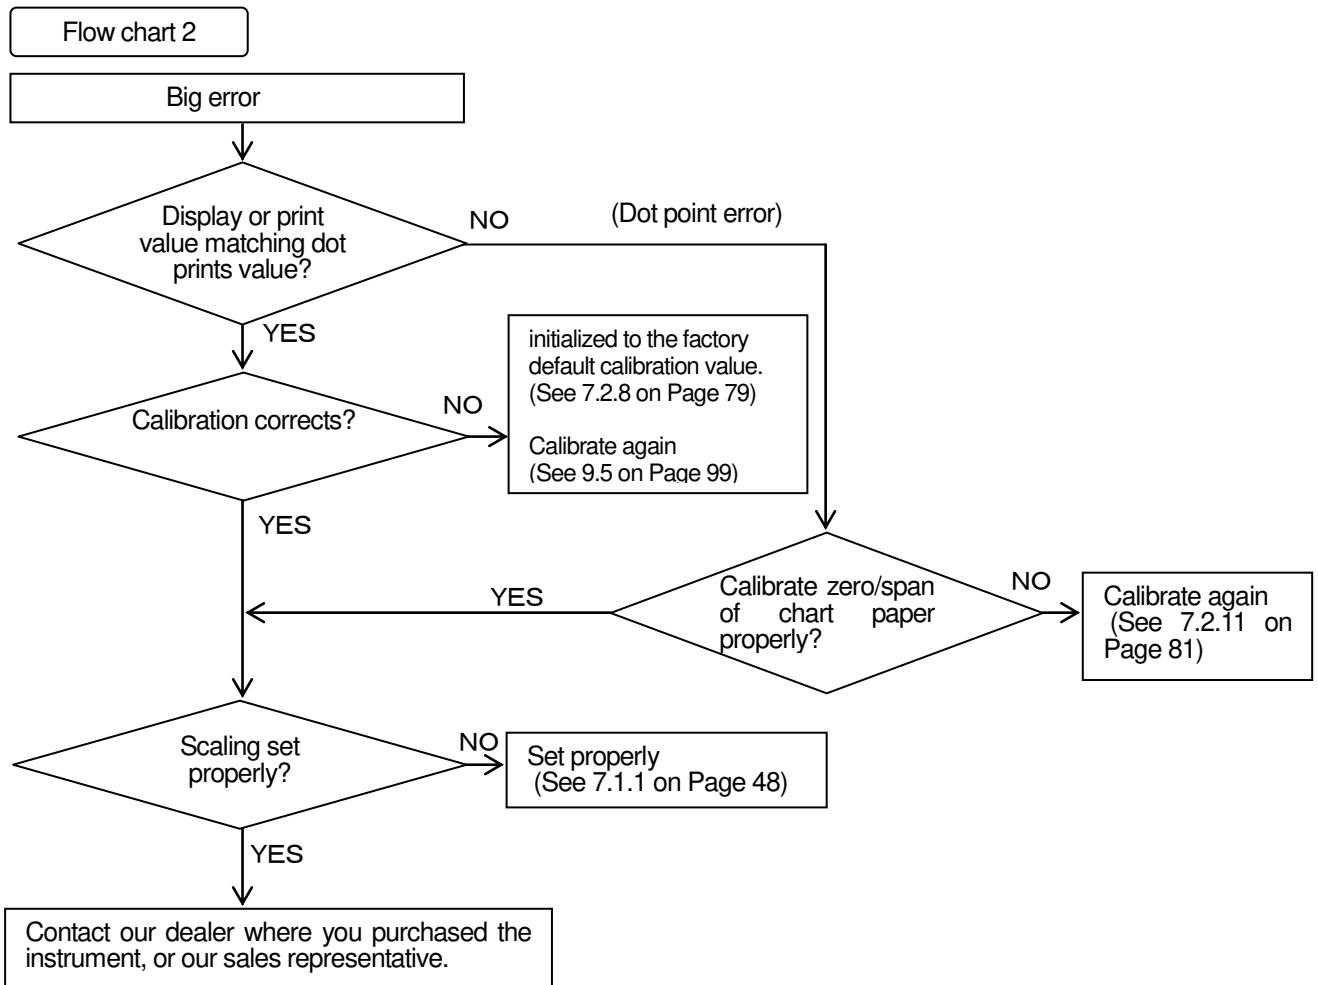 Flow chart 2
Big error
Display or print
value matching dot
prints value?
NO
(Dot point error)
YES
initialized to the factory
default calibration value.
(See 7.2.8 on Page 79)
Calibrate again
(See 9.5 on Page 99)
Calibration corrects?
NO
YES
Calibrate zero/span
of chart paper
properly?
YES
NO
Calibrate again
(See 7.2.11 on
Page 81)
Scaling set
properly?
NO
Set properly
(See 7.1.1 on Page 48)
YES
Contact our dealer where you purchased the
instrument, or our sales representative.